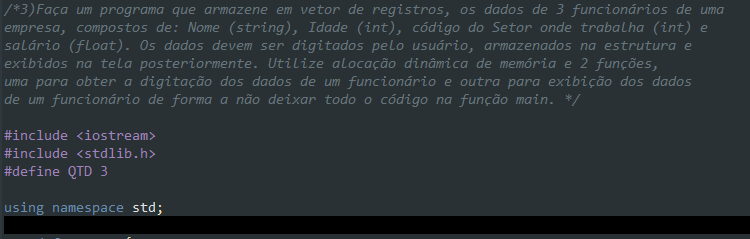 /*3)Faça um programa que armazene em vetor de registros, os dados de 3 funcionários de uma
empresa, compostos de: Nome (string), Idade (int), código do Setor onde trabalha (int) e
salário (float). Os dados devem ser digitados pelo usuário, armazenados na estrutura e
exibidos na tela posteriormente. Utilize alocação dinâmica de memória e 2 funções,
uma para obter a digitação dos dados de um funcionário e outra para exibição dos dados
de um funcionário de forma a não deixar todo o código na função main. */
#include <iostream>
#include <stdlib.h>
#define QTD 3
using namespace std;